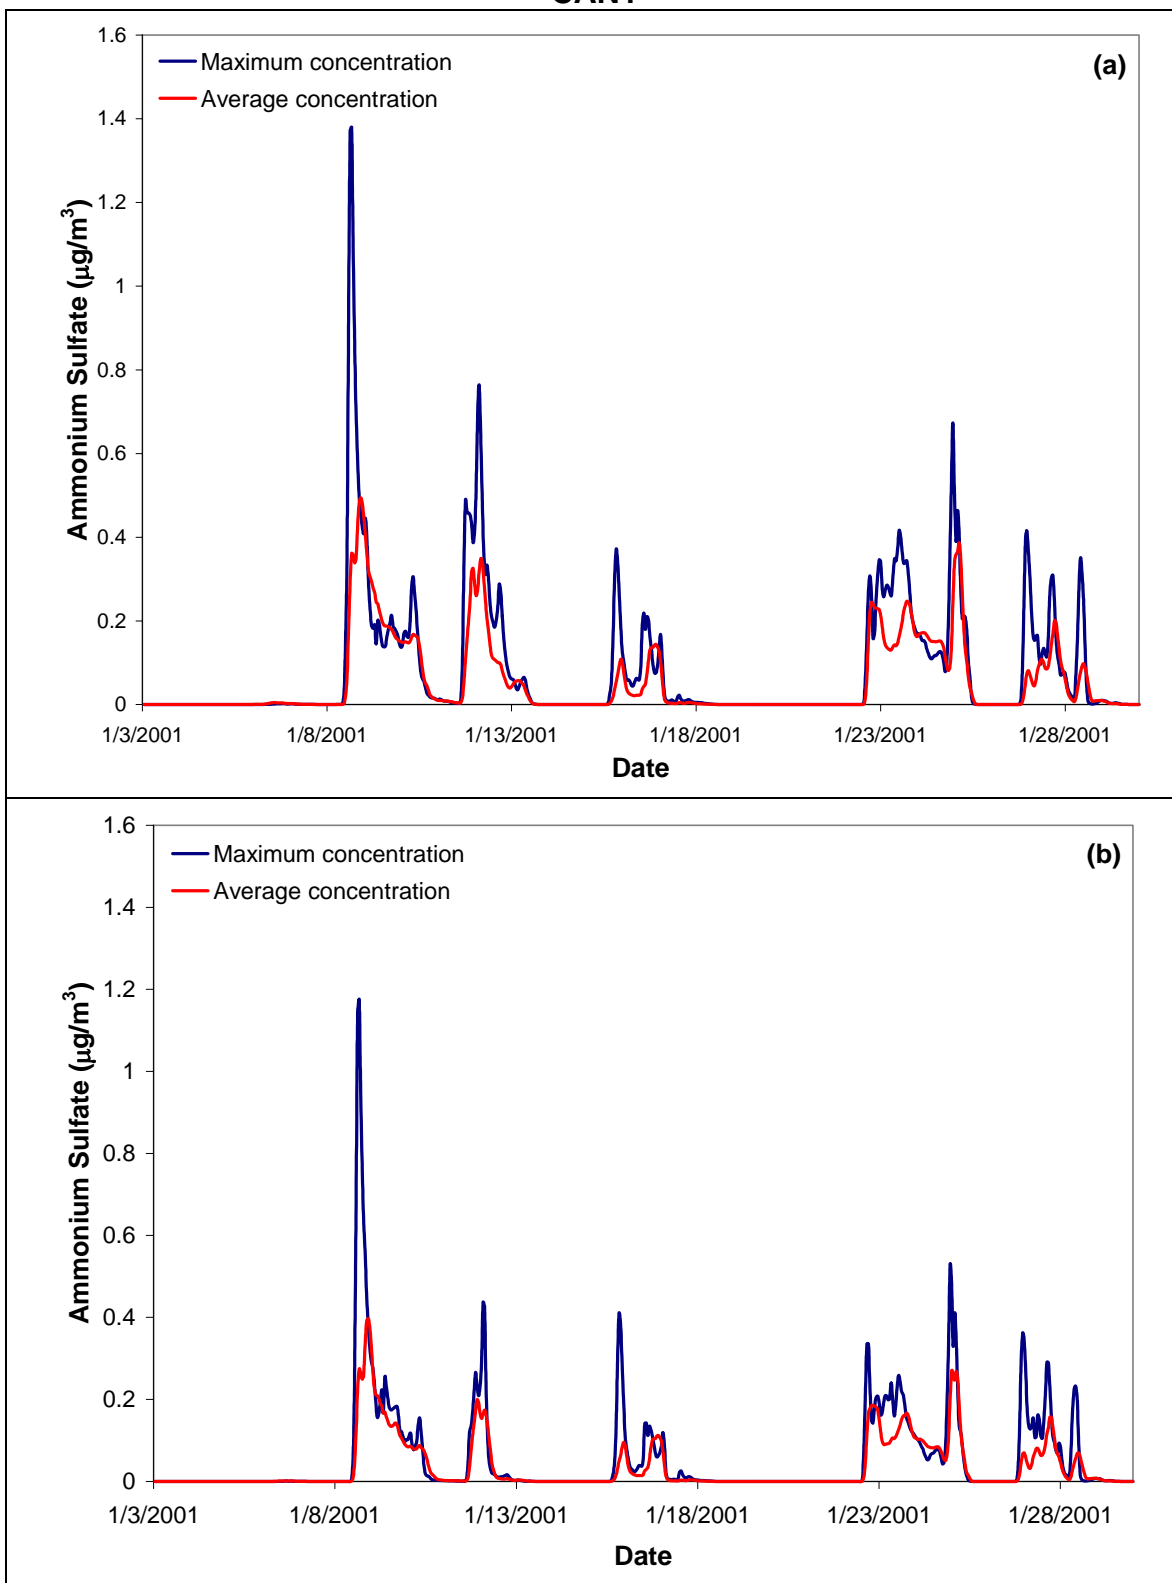 1.6
1.4
1.2
1
0.8
0.6
0.4
0.2
0
Ammonium Sulfate (μg/m³)
Maximum concentration
Average concentration
(a)
1/3/2001 1/8/2001 1/13/2001 1/18/2001 1/23/2001 1/28/2001
Date
1.6
1.4
1.2
1
0.8
0.6
0.4
0.2
0
Ammonium Sulfate (μg/m³)
Maximum concentration
Average concentration
(b)
1/3/2001 1/8/2001 1/13/2001 1/18/2001 1/23/2001 1/28/2001
Date